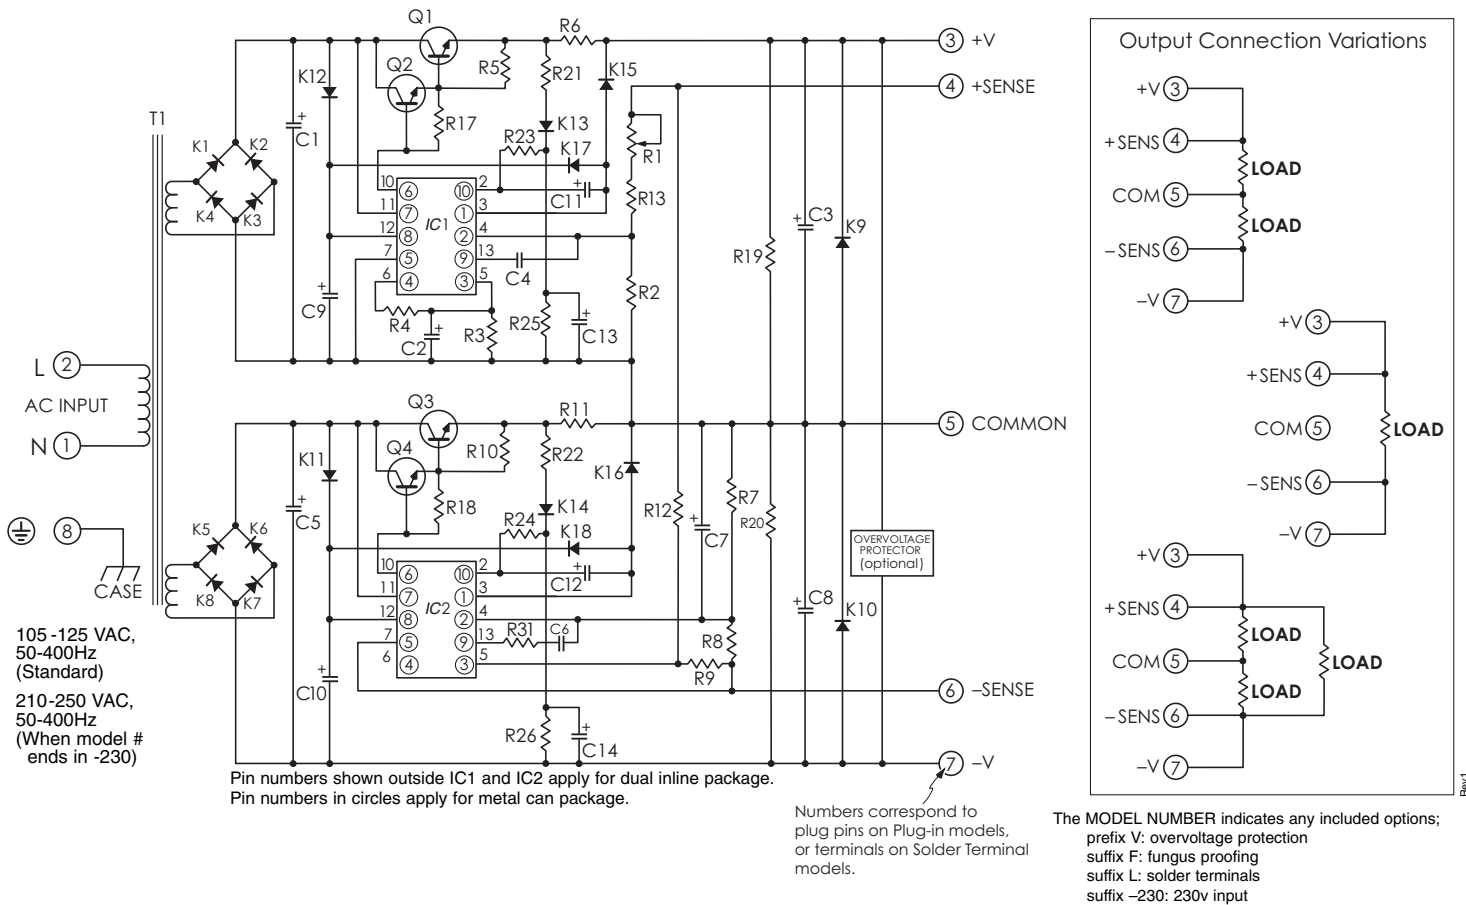 Q1
R6
3 +V
Q2
K12
R5
R21
K15
4 +SENSE
T1
C1 +
R17
K13
R23
K17
R1
K1
K2
K4
K3
10
11
12
7
6
6
7
8
5
4
IC1
10
1
2
9
3
2
3
4
13
5
+
C11
R13
C4
R2
+
C9
R4
+
C2
R3
R25
+
C13
R19
+
C3
K9
L 2
AC INPUT
N 1
8
CASE
Q3
R11
5 COMMON
Q4
K11
R10
R22
K16
+
C5
R18
K14
R24
K18
R12
+
C7
R7
R20
K5
K6
K8
K7
OVERVOLTAGE
PROTECTOR
(optional)
10
11
12
7
6
6
7
8
5
4
IC2
10
1
2
9
3
2
3
4
13
5
+
C12
R31
C6
R8
R9
+
C8
K10
+
C10
6 –SENSE
R26
+
C14
7 –V
105-125 VAC,
50-400Hz
(Standard)
210-250 VAC,
50-400Hz
(When model #
ends in -230)
Pin numbers shown outside IC1 and IC2 apply for dual inline package.
Pin numbers in circles apply for metal can package.
Numbers correspond to
plug pins on Plug-in models,
or terminals on Solder Terminal
models.
Output Connection Variations
+V 3
+SENS 4
LOAD
COM 5
LOAD
–SENS 6
–V 7
+V 3
+SENS 4
COM 5
LOAD
–SENS 6
–V 7
+V 3
+SENS 4
LOAD
COM 5
LOAD
LOAD
–SENS 6
–V 7
Rev1
The MODEL NUMBER indicates any included options;
prefix V: overvoltage protection
suffix F: fungus proofing
suffix L: solder terminals
suffix –230: 230v input